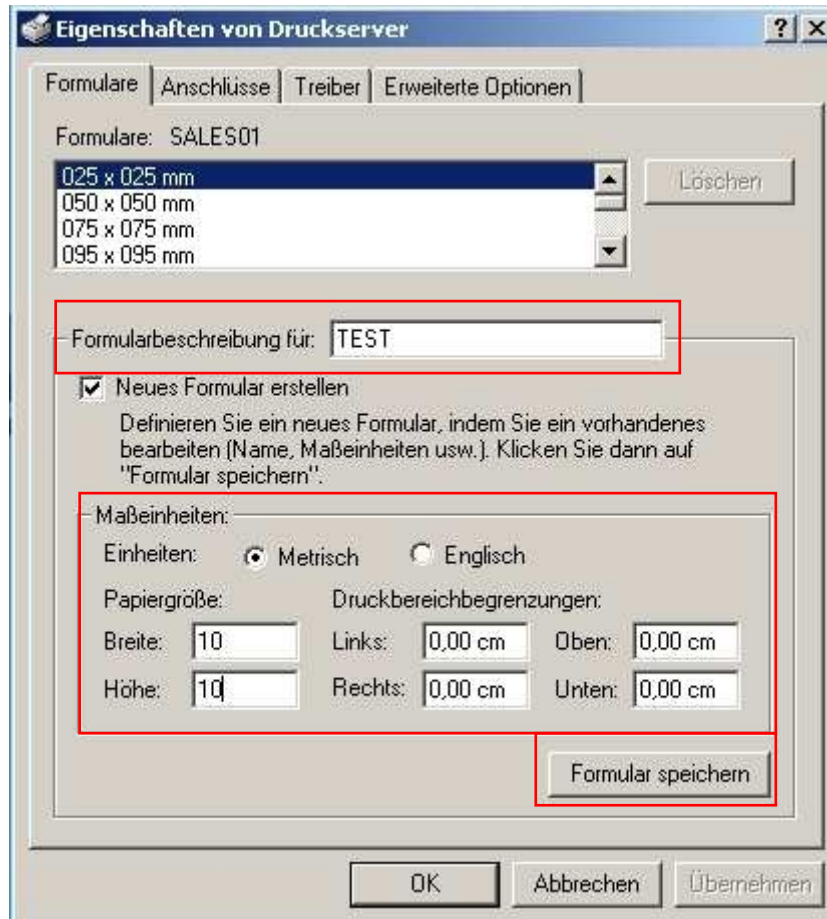 Eigenschaften von Druckserver
Formulare Anschlüsse Treiber Erweiterte Optionen
Formulare: SALES01
025 x 025 mm
050 x 050 mm
075 x 075 mm
095 x 095 mm
Löschen
Formularbeschreibung für: TEST
Neues Formular erstellen
Definieren Sie ein neues Formular, indem Sie ein vorhandenes
bearbeiten (Name, Maßeinheiten usw.). Klicken Sie dann auf
"Formular speichern".
Maßeinheiten:
Einheiten: Metrisch Englisch
Papiergröße: Druckbereichbegrenzungen:
Breite: 10 Links: 0,00 cm Oben: 0,00 cm
Höhe: 10 Rechts: 0,00 cm Unten: 0,00 cm
Formular speichern
OK Abbrechen Übernehmen